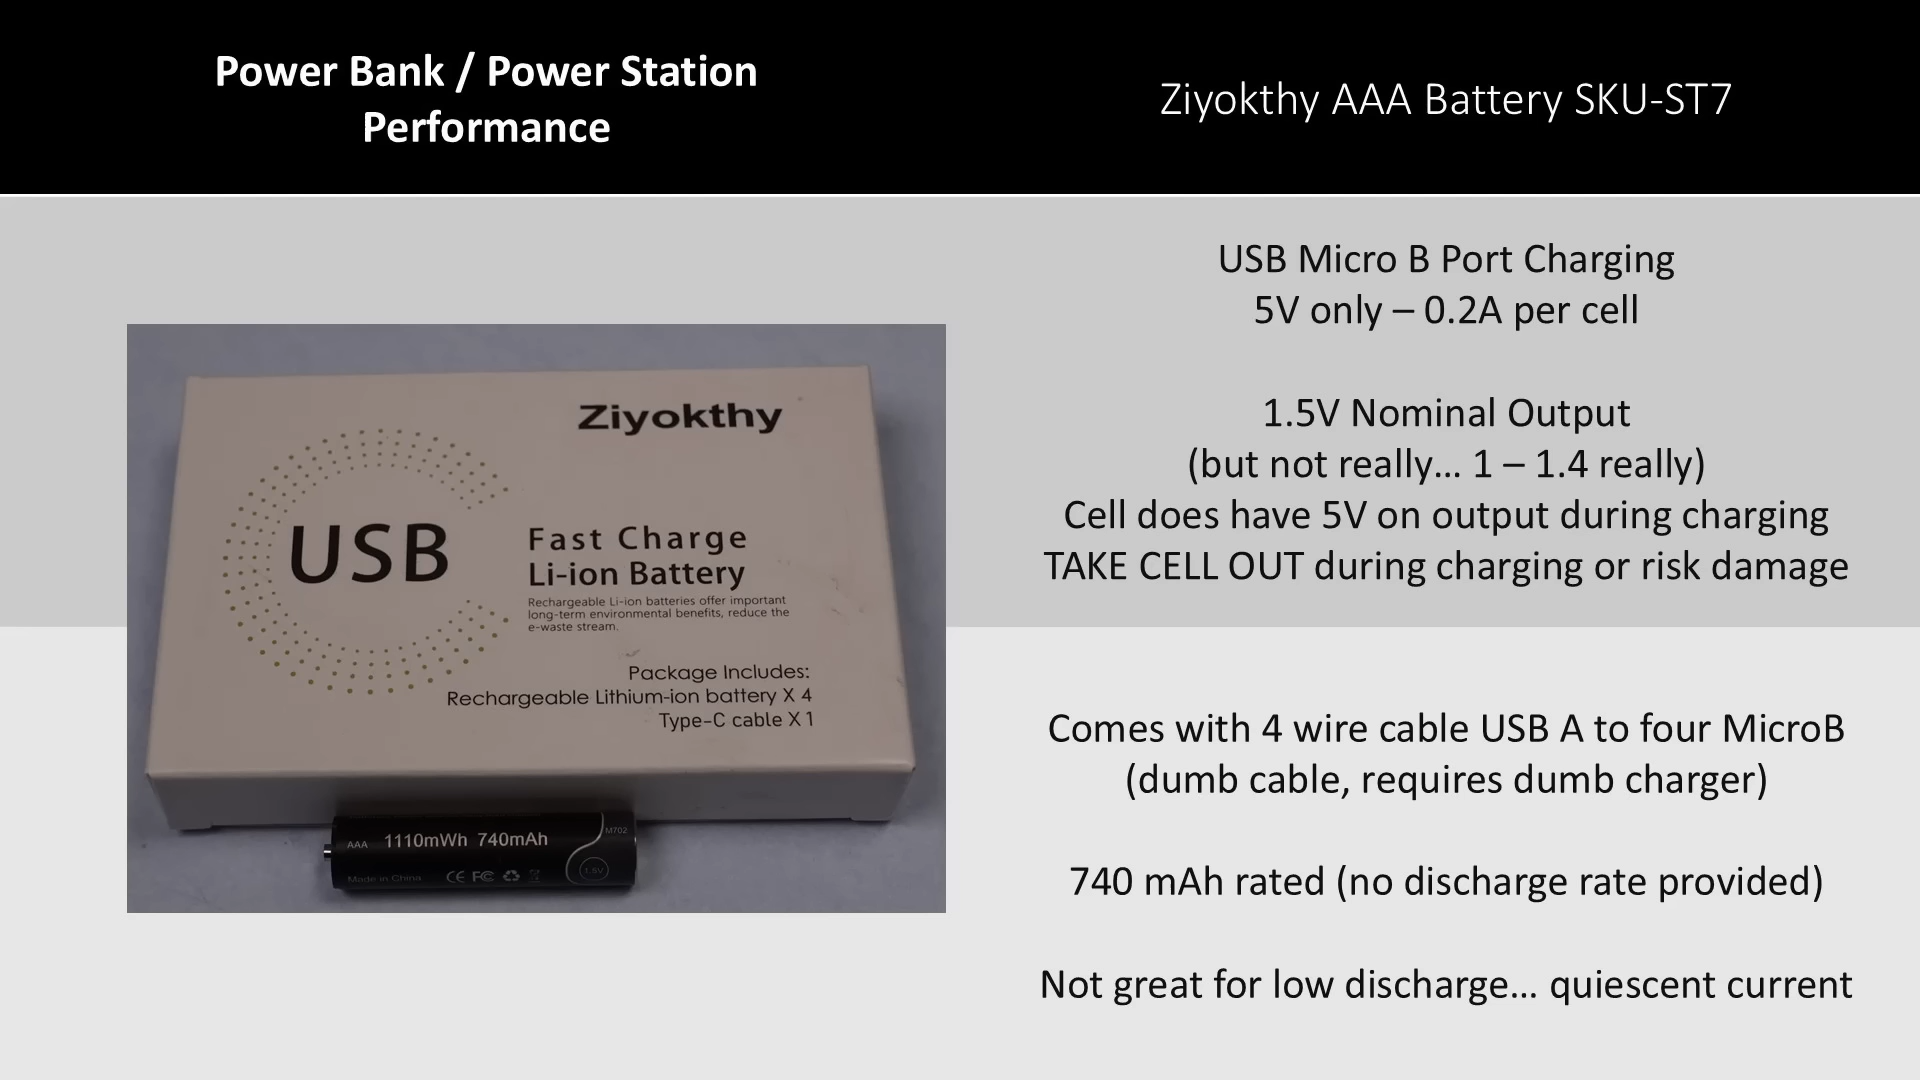 Power Bank / Power Station
Performance
Ziyokthy AAA Battery SKU-ST7
USB Micro B Port Charging
5V only – 0.2A per cell
1.5V Nominal Output
(but not really... 1 – 1.4 really)
Cell does have 5V on output during charging
TAKE CELL OUT during charging or risk damage
Comes with 4 wire cable USB A to four MicroB
(dumb cable, requires dumb charger)
740 mAh rated (no discharge rate provided)
Not great for low discharge... quiescent current
Ziyokthy
USB
Fast Charge
Li-ion Battery
Rechargeable Li-ion batteries offer important
long-term environmental benefits, reduce the
e-waste stream.
Package Includes:
Rechargeable Lithium-ion battery X 4
Type-C cable X 1
AAA 1110mWh 740mAh
M702
Made in China CE FC
1.5V